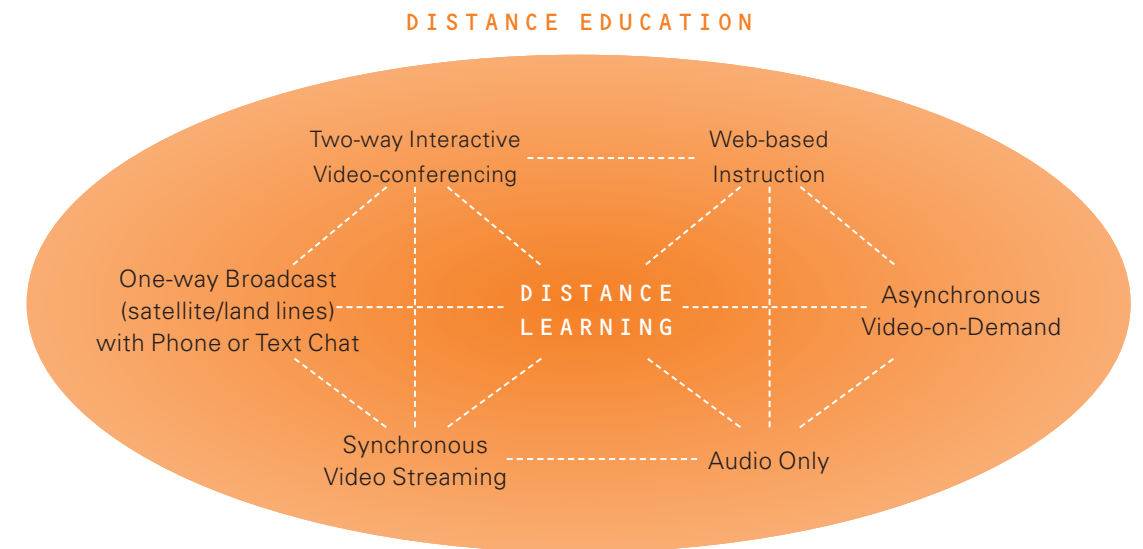 DISTANCE EDUCATION
Two-way Interactive
Video-conferencing
Web-based
Instruction
One-way Broadcast
(satellite/land lines)
with Phone or Text Chat
DISTANCE
LEARNING
Asynchronous
Video-on-Demand
Synchronous
Video Streaming
Audio Only